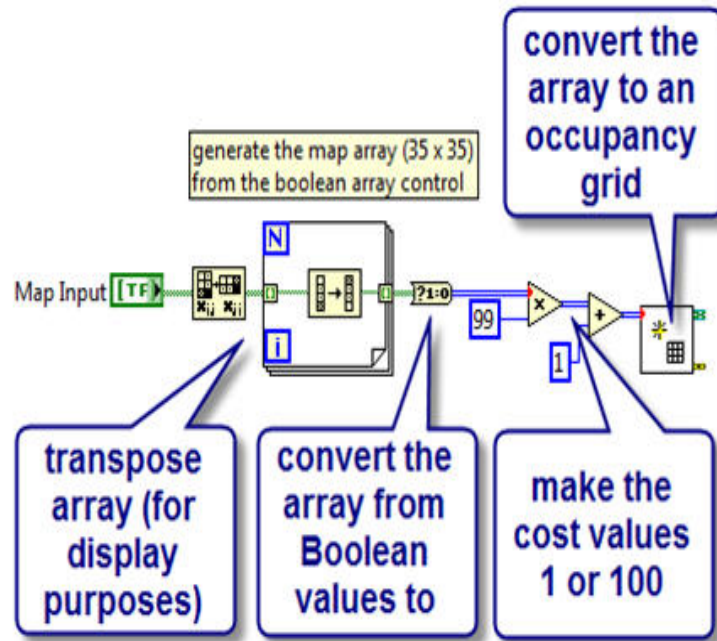 convert the
array to an
occupancy
grid
generate the map array (35 x 35)
from the boolean array control
N
Map Input
[TF]
?1:0
x
+
99
i
1
transpose
array (for
display
purposes)
convert the
array from
Boolean
values to
make the
cost values
1 or 100